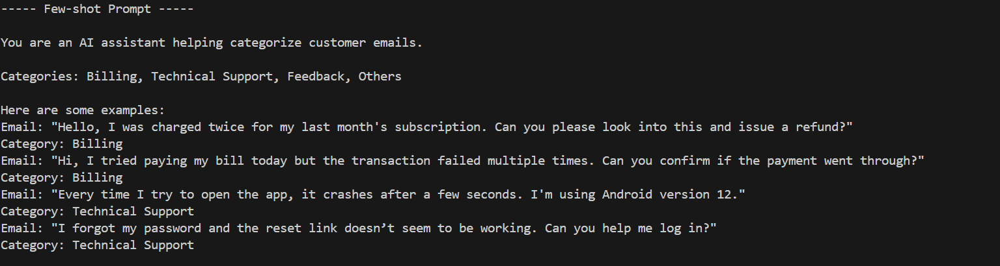 ----- Few-shot Prompt -----
You are an AI assistant helping categorize customer emails.
Categories: Billing, Technical Support, Feedback, Others
Here are some examples:
Email: "Hello, I was charged twice for my last month's subscription. Can you please look into this and issue a refund?"
Category: Billing
Email: "Hi, I tried paying my bill today but the transaction failed multiple times. Can you confirm if the payment went through?"
Category: Billing
Email: "Every time I try to open the app, it crashes after a few seconds. I'm using Android version 12."
Category: Technical Support
Email: "I forgot my password and the reset link doesn’t seem to be working. Can you help me log in?"
Category: Technical Support